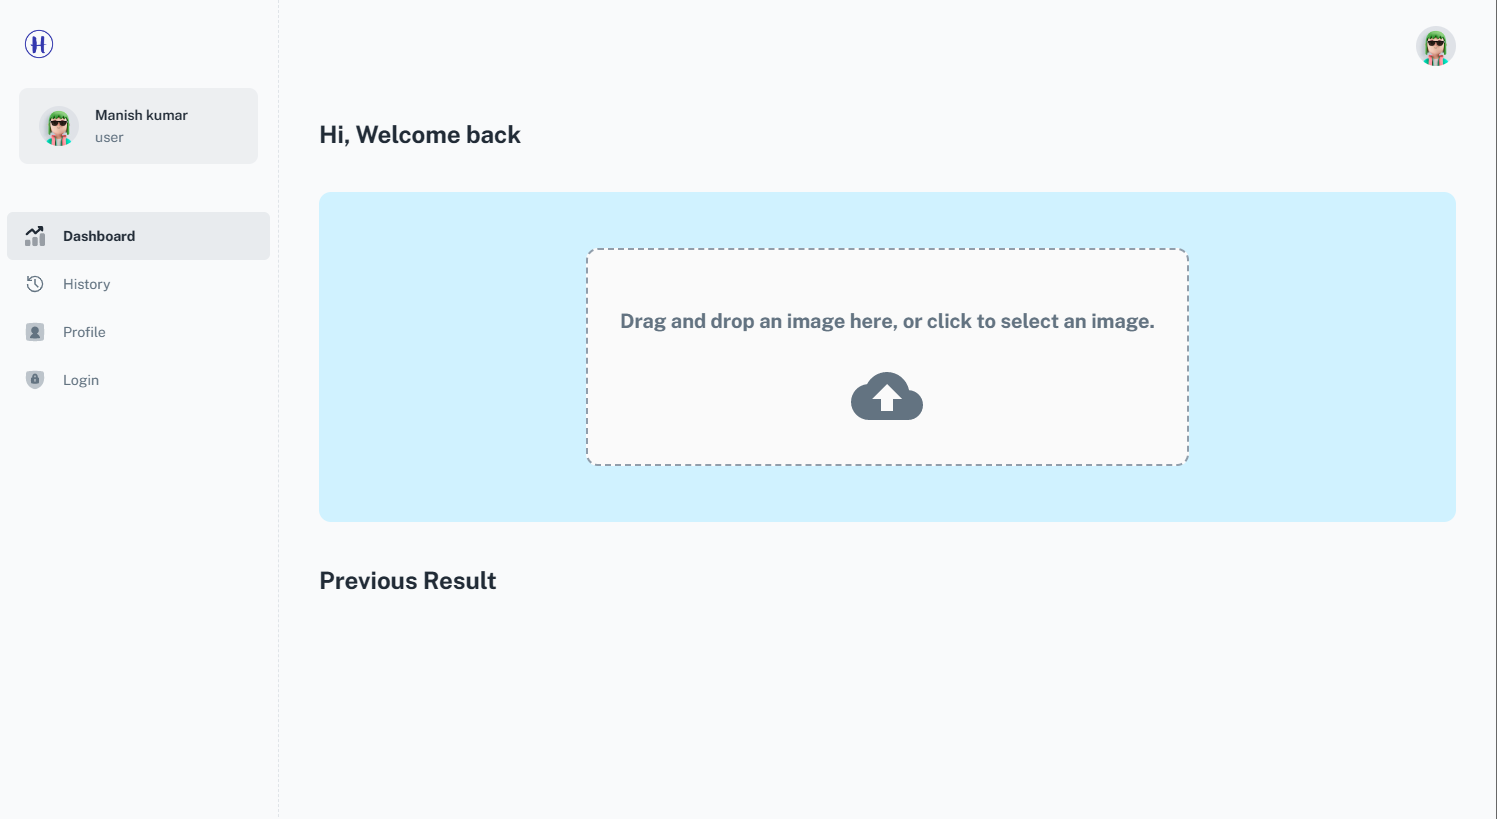 H
Manish kumar
user
Dashboard
History
Profile
Login
Hi, Welcome back
Drag and drop an image here, or click to select an image.
Previous Result